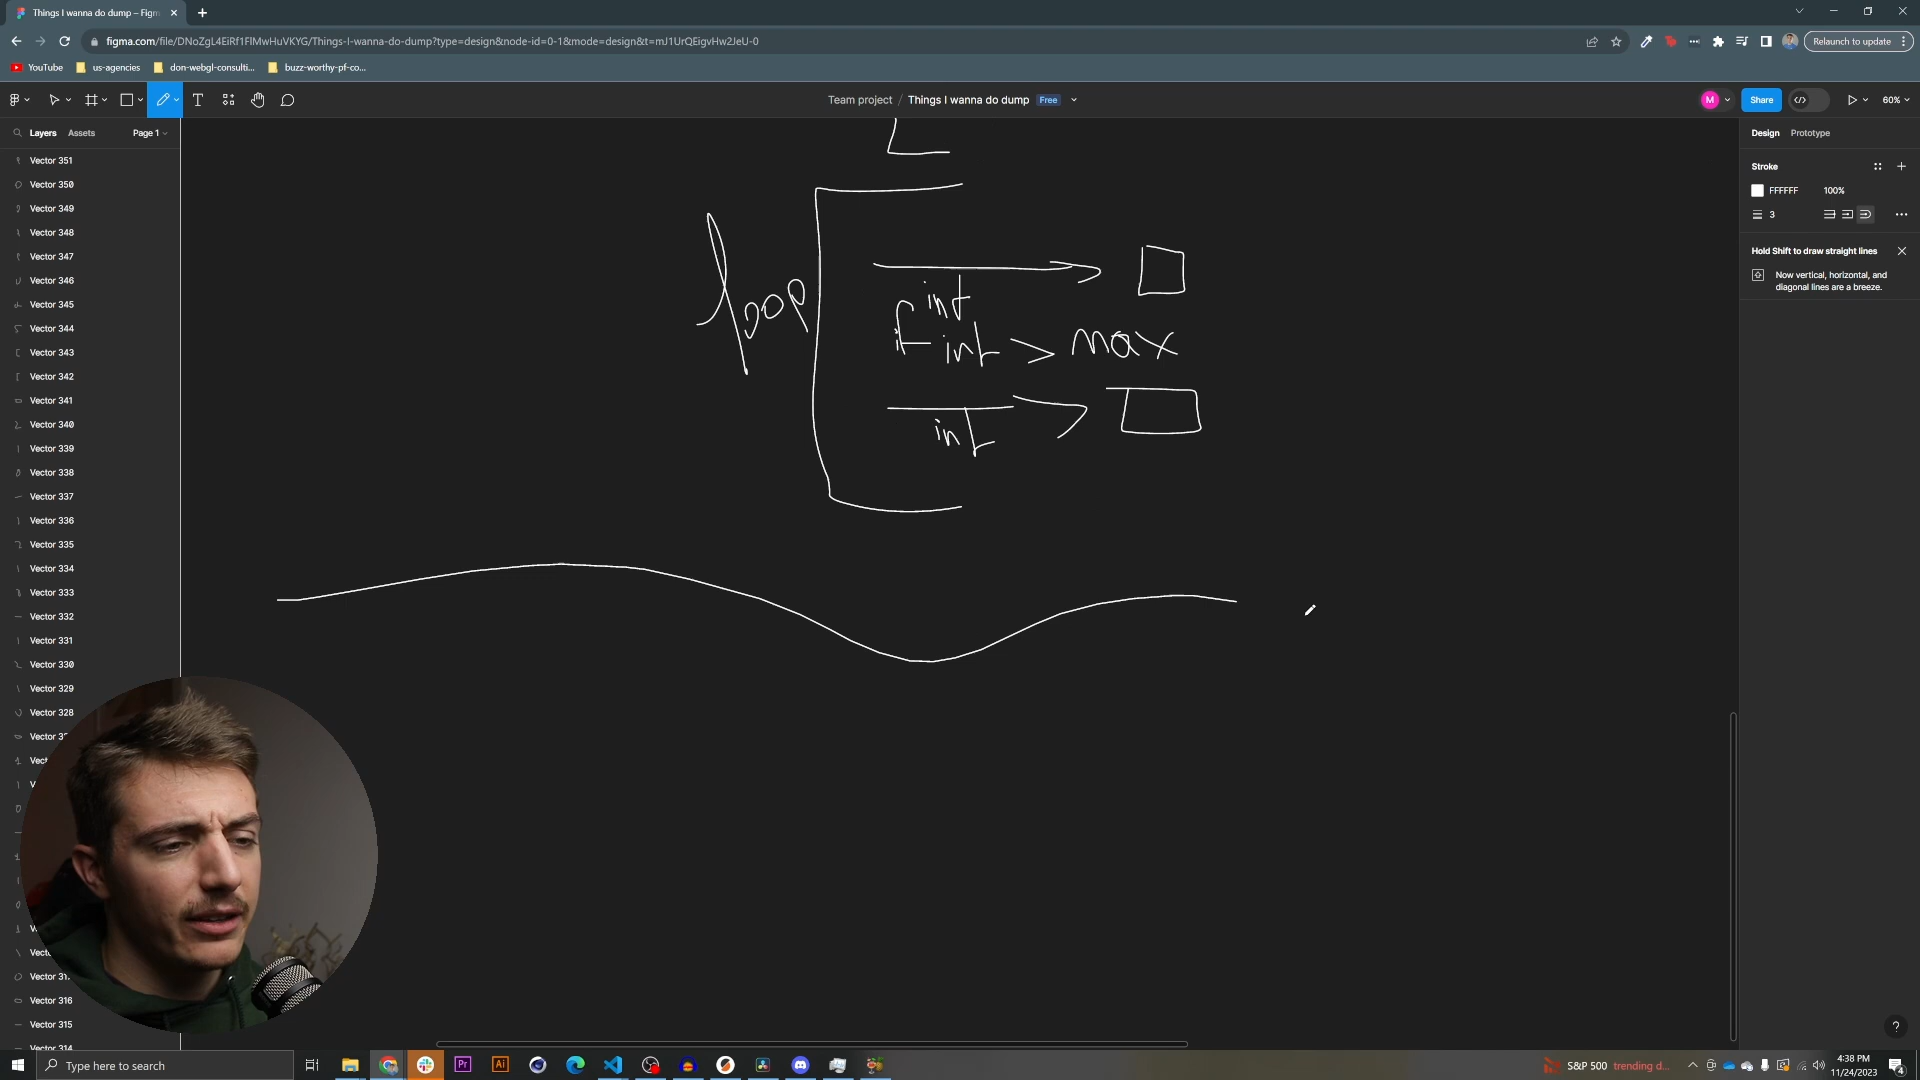 Things I wanna do dump – Figm
figma.com/file/DNoZgL4EiRf1FlMwHuVKYG/Things-I-wanna-do-dump?type=design&node-id=0-1&mode=design&t=mJ1UrQEigvHw2JeU-0
Relaunch to update
YouTube
us-agencies
don-webgl-consulti...
buzz-worthy-pf-co...
Team project / Things I wanna do dump Free
M
Share
60%
Layers
Assets
Page 1
Design
Prototype
Vector 351
Vector 350
Vector 349
Vector 348
Vector 347
Vector 346
Vector 345
Vector 344
Vector 343
Vector 342
Vector 341
Vector 340
Vector 339
Vector 338
Vector 337
Vector 336
Vector 335
Vector 334
Vector 333
Vector 332
Vector 331
Vector 330
Vector 329
Vector 328
Vector 316
Vector 315
Vector 314
Stroke
FFFFFF 100%
3
Hold Shift to draw straight lines
Now vertical, horizontal, and
diagonal lines are a breeze.
loop
int
if int > max
int
?
Type here to search
Pr
Ai
S&P 500 trending d...
4:38 PM
11/24/2023
4